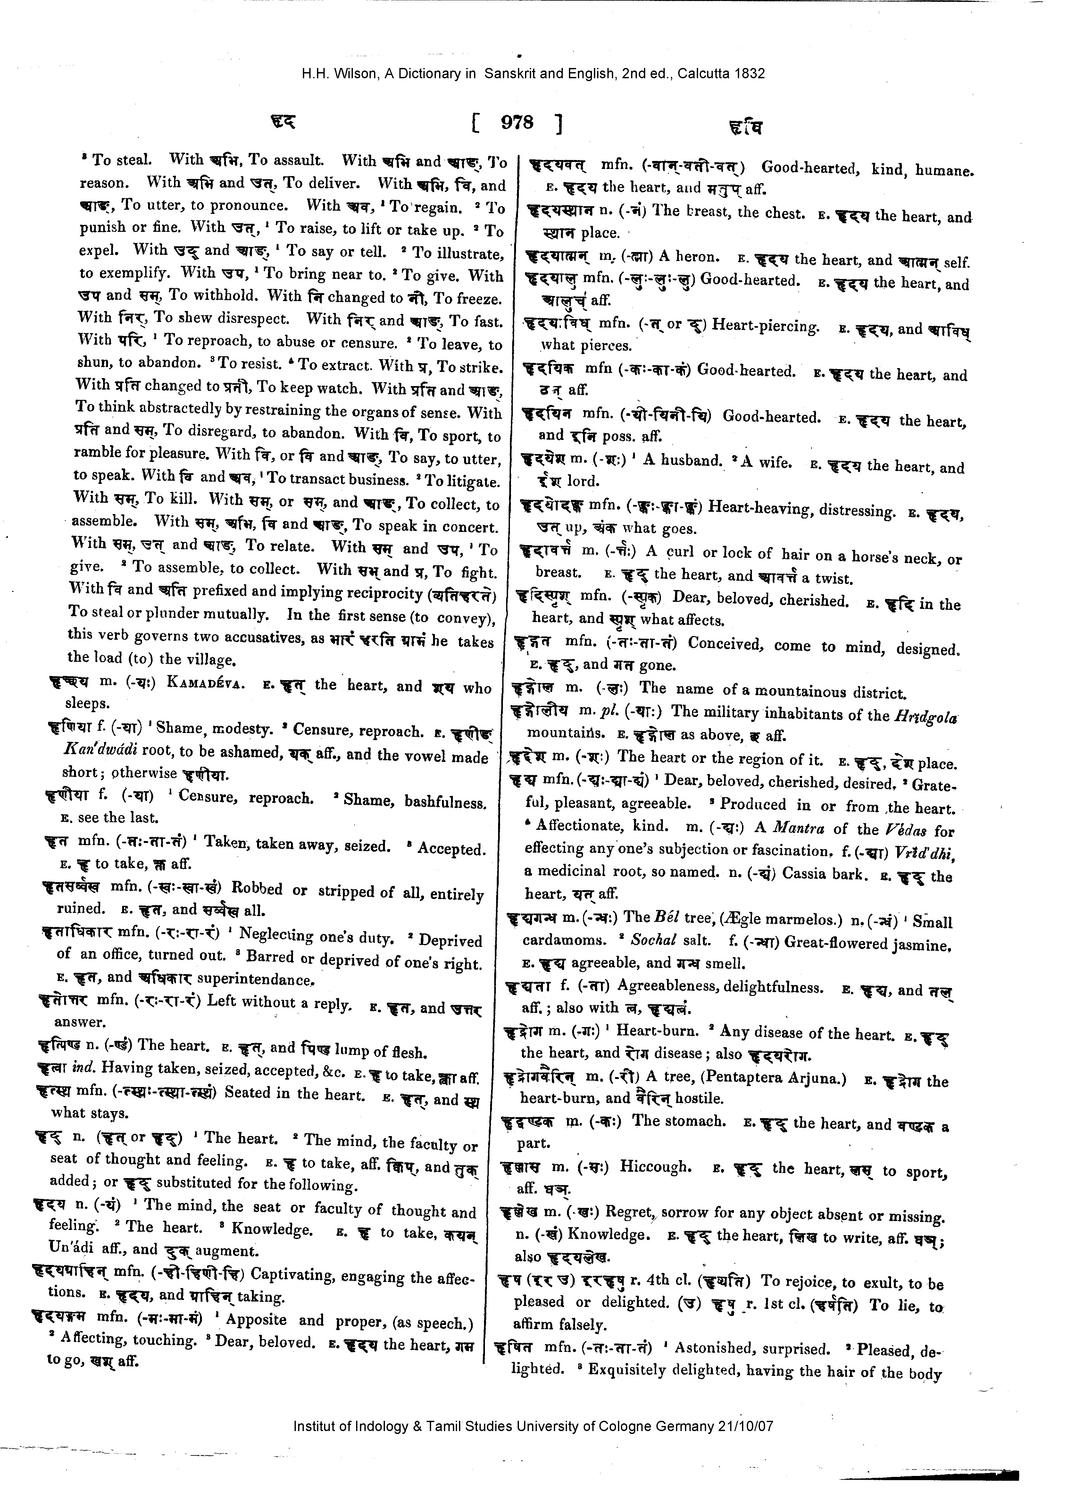 H.H. Wilson, A Dictionary in Sanskrit and English, 2nd ed., Calcutta 1832
हृद
[ 978 ]
हृषि
³ To steal. With अभि, To assault. With अभि and आङ्, To
reason. With अभि and उत्, To deliver. With अभि, वि, and
आङ्, To utter, to pronounce. With अव, ¹ To regain. ² To
punish or fine. With उत्, ¹ To raise, to lift or take up. ² To
expel. With उद् and आङ्, ¹ To say or tell. ² To illustrate,
to exemplify. With उप, ¹ To bring near to. ² To give. With
उप and सम्, To withhold. With नि changed to नी, To freeze.
With निर्, To shew disrespect. With निर् and आङ्, To fast.
With परि, ¹ To reproach, to abuse or censure. ² To leave, to
shun, to abandon. ³ To resist. ⁴ To extract. With प्र, To strike.
With प्रति changed to प्रती, To keep watch. With प्रति and आङ्,
To think abstractedly by restraining the organs of sense. With
प्रति and सम्, To disregard, to abandon. With वि, To sport, to
ramble for pleasure. With वि, or वि and आङ्, To say, to utter,
to speak. With वि and अव, ¹ To transact business. ² To litigate.
With सम्, To kill. With सम्, or सम्, and आङ्, To collect, to
assemble. With सम्, अभि, वि and आङ्, To speak in concert.
With सम्, उत् and आङ्, To relate. With सम् and उप, ¹ To
give. ² To assemble, to collect. With सम् and प्र, To fight.
With वि and अति prefixed and implying reciprocity (व्यतिहरते)
To steal or plunder mutually. In the first sense (to convey),
this verb governs two accusatives, as भारं हरति ग्रामं he takes
the load (to) the village.
हृच्छय m. (-यः) KAMADÉVA. E. हृत् the heart, and शय who
sleeps.
हृणिया f. (-या) ¹ Shame, modesty. ² Censure, reproach. E. हृणीङ्
Kan'dwádi root, to be ashamed, यक् aff., and the vowel made
short; otherwise हृणीया.
हृणीया f. (-या) ¹ Censure, reproach. ² Shame, bashfulness.
E. see the last.
हृत mfn. (-तः-ता-तं) ¹ Taken, taken away, seized. ² Accepted.
E. हृ to take, क्त aff.
हृतसर्व्वस्व mfn. (-स्वः-स्वा-स्वं) Robbed or stripped of all, entirely
ruined. E. हृत, and सर्व्वस्व all.
हृताधिकार mfn. (-रः-रा-रं) ¹ Neglecting one's duty. ² Deprived
of an office, turned out. ³ Barred or deprived of one's right.
E. हृत, and अधिकार superintendance.
हृतोत्तर mfn. (-रः-रा-रं) Left without a reply. E. हृत, and उत्तर
answer.
हृत्पिण्ड n. (-ण्डं) The heart. E. हृत्, and पिण्ड lump of flesh.
हृत्वा ind. Having taken, seized, accepted, &c. E. हृ to take, क्त्वा aff.
हृत्स्थ mfn. (-त्स्थः-त्स्था-त्स्थं) Seated in the heart. E. हृत्, and स्थ
what stays.
हृद् n. (हृत् or हृद्) ¹ The heart. ² The mind, the faculty or
seat of thought and feeling. E. हृ to take, aff. क्विप्, and तुक्
added; or हृद् substituted for the following.
हृदय n. (-यं) ¹ The mind, the seat or faculty of thought and
feeling. ² The heart. ³ Knowledge. E. हृ to take, कयन्
Un'ádi aff., and दुक् augment.
हृदयग्राहिन् mfn. (-ही-हिणी-हि) Captivating, engaging the affec-
tions. E. हृदय, and ग्राहिन् taking.
हृदयङ्गम mfn. (-मः-मा-मं) ¹ Apposite and proper, (as speech.)
² Affecting, touching. ³ Dear, beloved. E. हृदय the heart, गम
to go, खश् aff.
हृदयवत् mfn. (-वान्-वती-वत्) Good-hearted, kind, humane.
E. हृदय the heart, and मतुप् aff.
हृदयस्थान n. (-नं) The breast, the chest. E. हृदय the heart, and
स्थान place.
हृदयात्मन् m. (-त्मा) A heron. E. हृदय the heart, and आत्मन् self.
हृदयालु mfn. (-लुः-लुः-लु) Good-hearted. E. हृदय the heart, and
आलुच् aff.
हृदयाविध् mfn. (-त् or द्) Heart-piercing. E. हृदय, and आविध्
what pierces.
हृदयिक mfn (-कः-का-कं) Good-hearted. E. हृदय the heart, and
ठन् aff.
हृदयिन mfn. (-यी-यिनी-यि) Good-hearted. E. हृदय the heart,
and इनि poss. aff.
हृदयेश m. (-शः) ¹ A husband. ² A wife. E. हृदय the heart, and
ईश lord.
हृदयोदङ्क mfn. (-ङ्कः-ङ्का-ङ्कं) Heart-heaving, distressing. E. हृदय,
उत् up, अंक what goes.
हृदावर्त्त m. (-र्त्तः) A curl or lock of hair on a horse's neck, or
breast. E. हृद् the heart, and आवर्त्त a twist.
हृदिस्पृश् mfn. (-स्पृक्) Dear, beloved, cherished. E. हृदि in the
heart, and स्पृश् what affects.
हृद्गत mfn. (-तः-ता-तं) Conceived, come to mind, designed.
E. हृद्, and गत gone.
हृद्गोल m. (-लः) The name of a mountainous district.
हृद्गोलीय m. pl. (-याः) The military inhabitants of the Hridgola
mountains. E. हृद्गोल as above, छ aff.
हृद्देश m. (-शः) The heart or the region of it. E. हृद्, देश place.
हृद्य mfn. (-द्यः-द्या-द्यं) ¹ Dear, beloved, cherished, desired. ² Grate-
ful, pleasant, agreeable. ³ Produced in or from the heart.
⁴ Affectionate, kind. m. (-द्यः) A Mantra of the Védas for
effecting any one's subjection or fascination. f. (-द्या) Vrĭd'dhi,
a medicinal root, so named. n. (-द्यं) Cassia bark. E. हृद् the
heart, यत् aff.
हृद्यगन्ध m. (-न्धः) The Bél tree, (Ægle marmelos.) n. (-न्धं) ¹ Small
cardamoms. ² Sochal salt. f. (-न्धा) Great-flowered jasmine.
E. हृद्य agreeable, and गन्ध smell.
हृद्यता f. (-ता) Agreeableness, delightfulness. E. हृद्य, and तल्
aff.; also with त्व, हृद्यत्वं.
हृद्रोग m. (-गः) ¹ Heart-burn. ² Any disease of the heart. E. हृद्
the heart, and रोग disease; also हृदयरोग.
हृद्रोगवैरिन् m. (-री) A tree, (Pentaptera Arjuna.) E. हृद्रोग the
heart-burn, and वैरिन् hostile.
हृद्वण्टक m. (-कः) The stomach. E. हृद् the heart, and वण्टक a
part.
हृल्लास m. (-सः) Hiccough. E. हृद् the heart, लस् to sport,
aff. घञ्.
हृल्लेख m. (-खः) Regret, sorrow for any object absent or missing.
n. (-खं) Knowledge. E. हृद् the heart, लिख to write, aff. घञ्;
also हृदयलेख.
हृष (इर उ) इरहृषु r. 4th cl. (हृष्यति) To rejoice, to exult, to be
pleased or delighted. (उ) हृषु r. 1st cl. (हर्षति) To lie, to
affirm falsely.
हृषित mfn. (-तः-ता-तं) ¹ Astonished, surprised. ² Pleased, de-
lighted. ³ Exquisitely delighted, having the hair of the body
Institut of Indology & Tamil Studies University of Cologne Germany 21/10/07